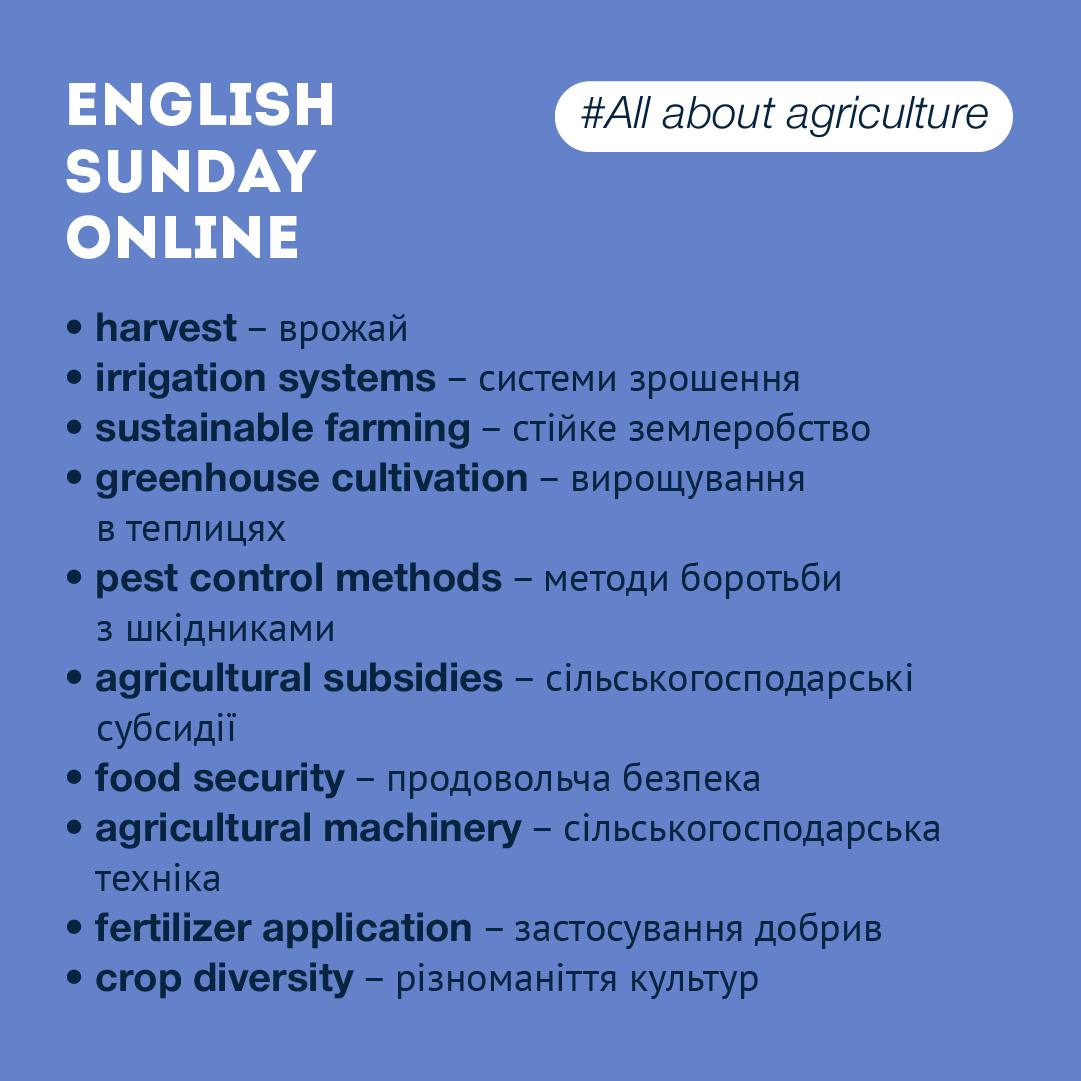 ENGLISH
SUNDAY
ONLINE
#All about agriculture
• harvest – врожай
• irrigation systems – системи зрошення
• sustainable farming – стійке землеробство
• greenhouse cultivation – вирощування
в теплицях
• pest control methods – методи боротьби
з шкідниками
• agricultural subsidies – сільськогосподарські
субсидії
• food security – продовольча безпека
• agricultural machinery – сільськогосподарська
техніка
• fertilizer application – застосування добрив
• crop diversity – різноманіття культур